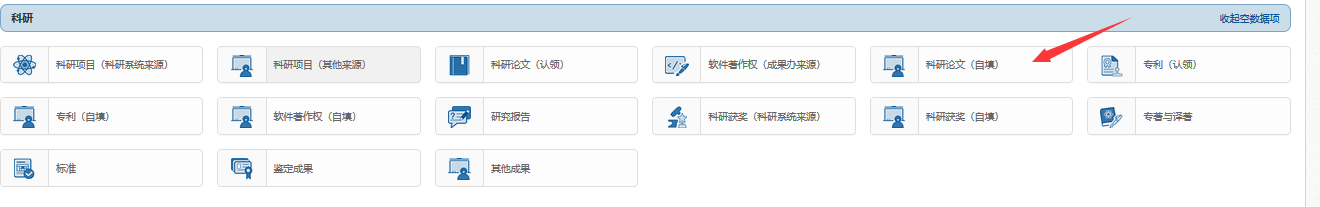 科研 收起空数据项
科研项目（科研系统来源） 科研项目（其他来源） 科研论文（认领） 软件著作权（成果办来源） 科研论文（自填） 专利（认领）
专利（自填） 软件著作权（自填） 研究报告 科研获奖（科研系统来源） 科研获奖（自填） 专著与译著
标准 鉴定成果 其他成果